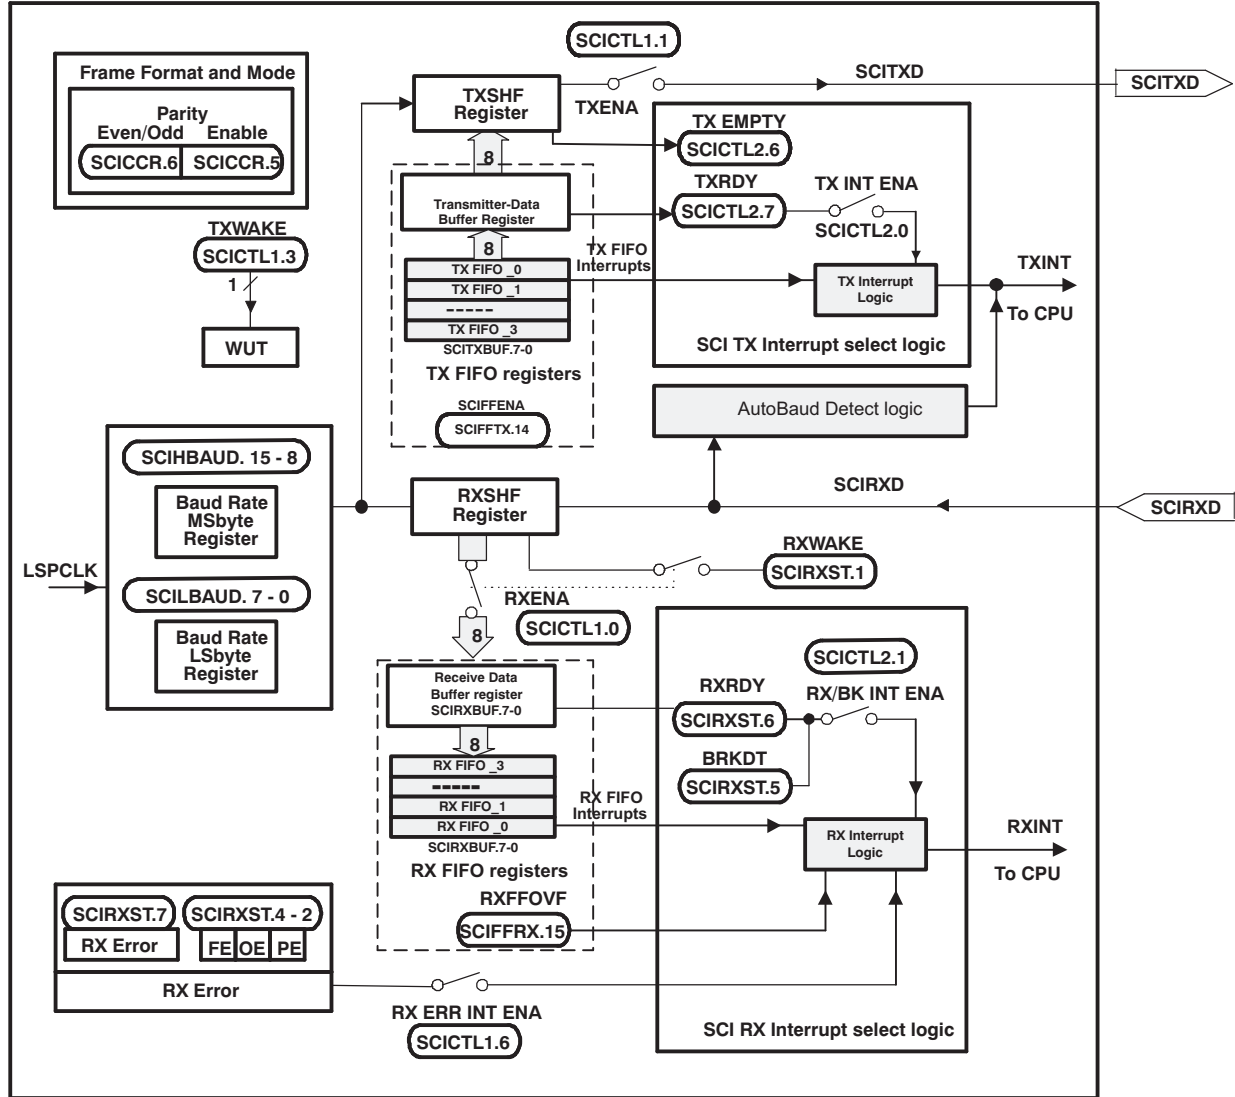 SCICTL1.1
Frame Format and Mode
Parity
Even/Odd Enable
SCICCR.6 SCICCR.5
TXSHF
Register
TXENA
SCITXD
SCITXD
TX EMPTY
SCICTL2.6
8
Transmitter-Data
Buffer Register
TXRDY
SCICTL2.7
TX INT ENA
SCICTL2.0
TXWAKE
SCICTL1.3
1
WUT
8
TX FIFO _0
TX FIFO _1
-----
TX FIFO _3
SCITXBUF.7-0
TX FIFO registers
SCIFFENA
SCIFFTX.14
TX FIFO
Interrupts
TX Interrupt
Logic
TXINT
To CPU
SCI TX Interrupt select logic
AutoBaud Detect logic
LSPCLK
SCIHBAUD. 15 - 8
Baud Rate
MSbyte
Register
SCILBAUD. 7 - 0
Baud Rate
LSbyte
Register
RXSHF
Register
SCIRXD
SCIRXD
RXWAKE
SCIRXST.1
RXENA
SCICTL1.0
8
Receive Data
Buffer register
SCIRXBUF.7-0
8
RX FIFO _3
-----
RX FIFO_1
RX FIFO _0
SCIRXBUF.7-0
RX FIFO registers
RXFFOVF
SCIFFRX.15
RX FIFO
Interrupts
SCICTL2.1
RX/BK INT ENA
RXRDY
SCIRXST.6
BRKDT
SCIRXST.5
RX Interrupt
Logic
RXINT
To CPU
SCI RX Interrupt select logic
SCIRXST.7 SCIRXST.4 - 2
RX Error FE OE PE
RX Error
RX ERR INT ENA
SCICTL1.6